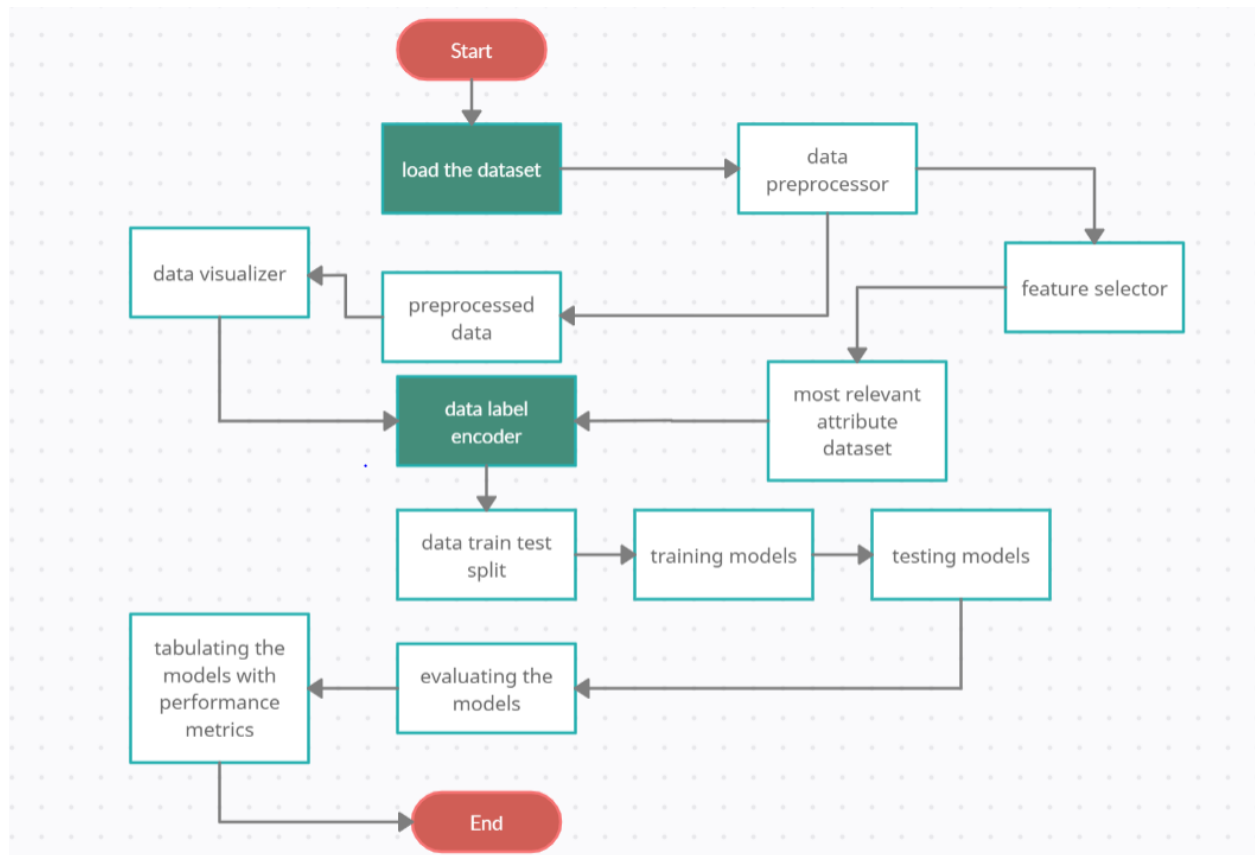 Start
load the dataset
data
preprocessor
data visualizer
preprocessed
data
feature selector
most relevant
attribute
dataset
data label
encoder
data train test
split
training models
testing models
tabulating the
models with
performance
metrics
evaluating the
models
End